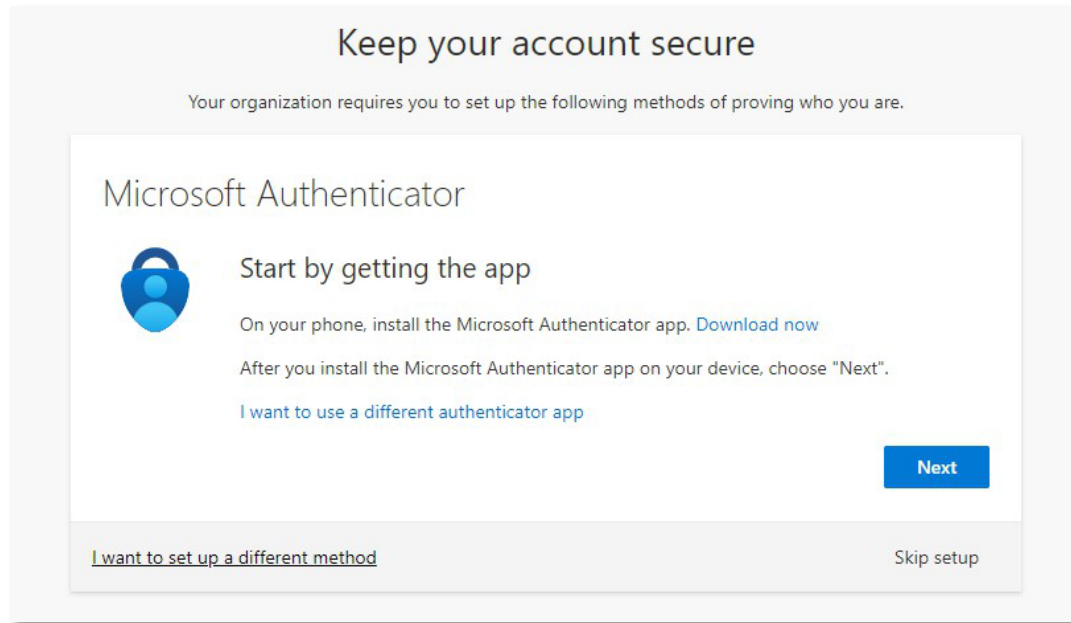 Keep your account secure
Your organization requires you to set up the following methods of proving who you are.
Microsoft Authenticator
Start by getting the app
On your phone, install the Microsoft Authenticator app. Download now
After you install the Microsoft Authenticator app on your device, choose "Next".
I want to use a different authenticator app
Next
I want to set up a different method
Skip setup